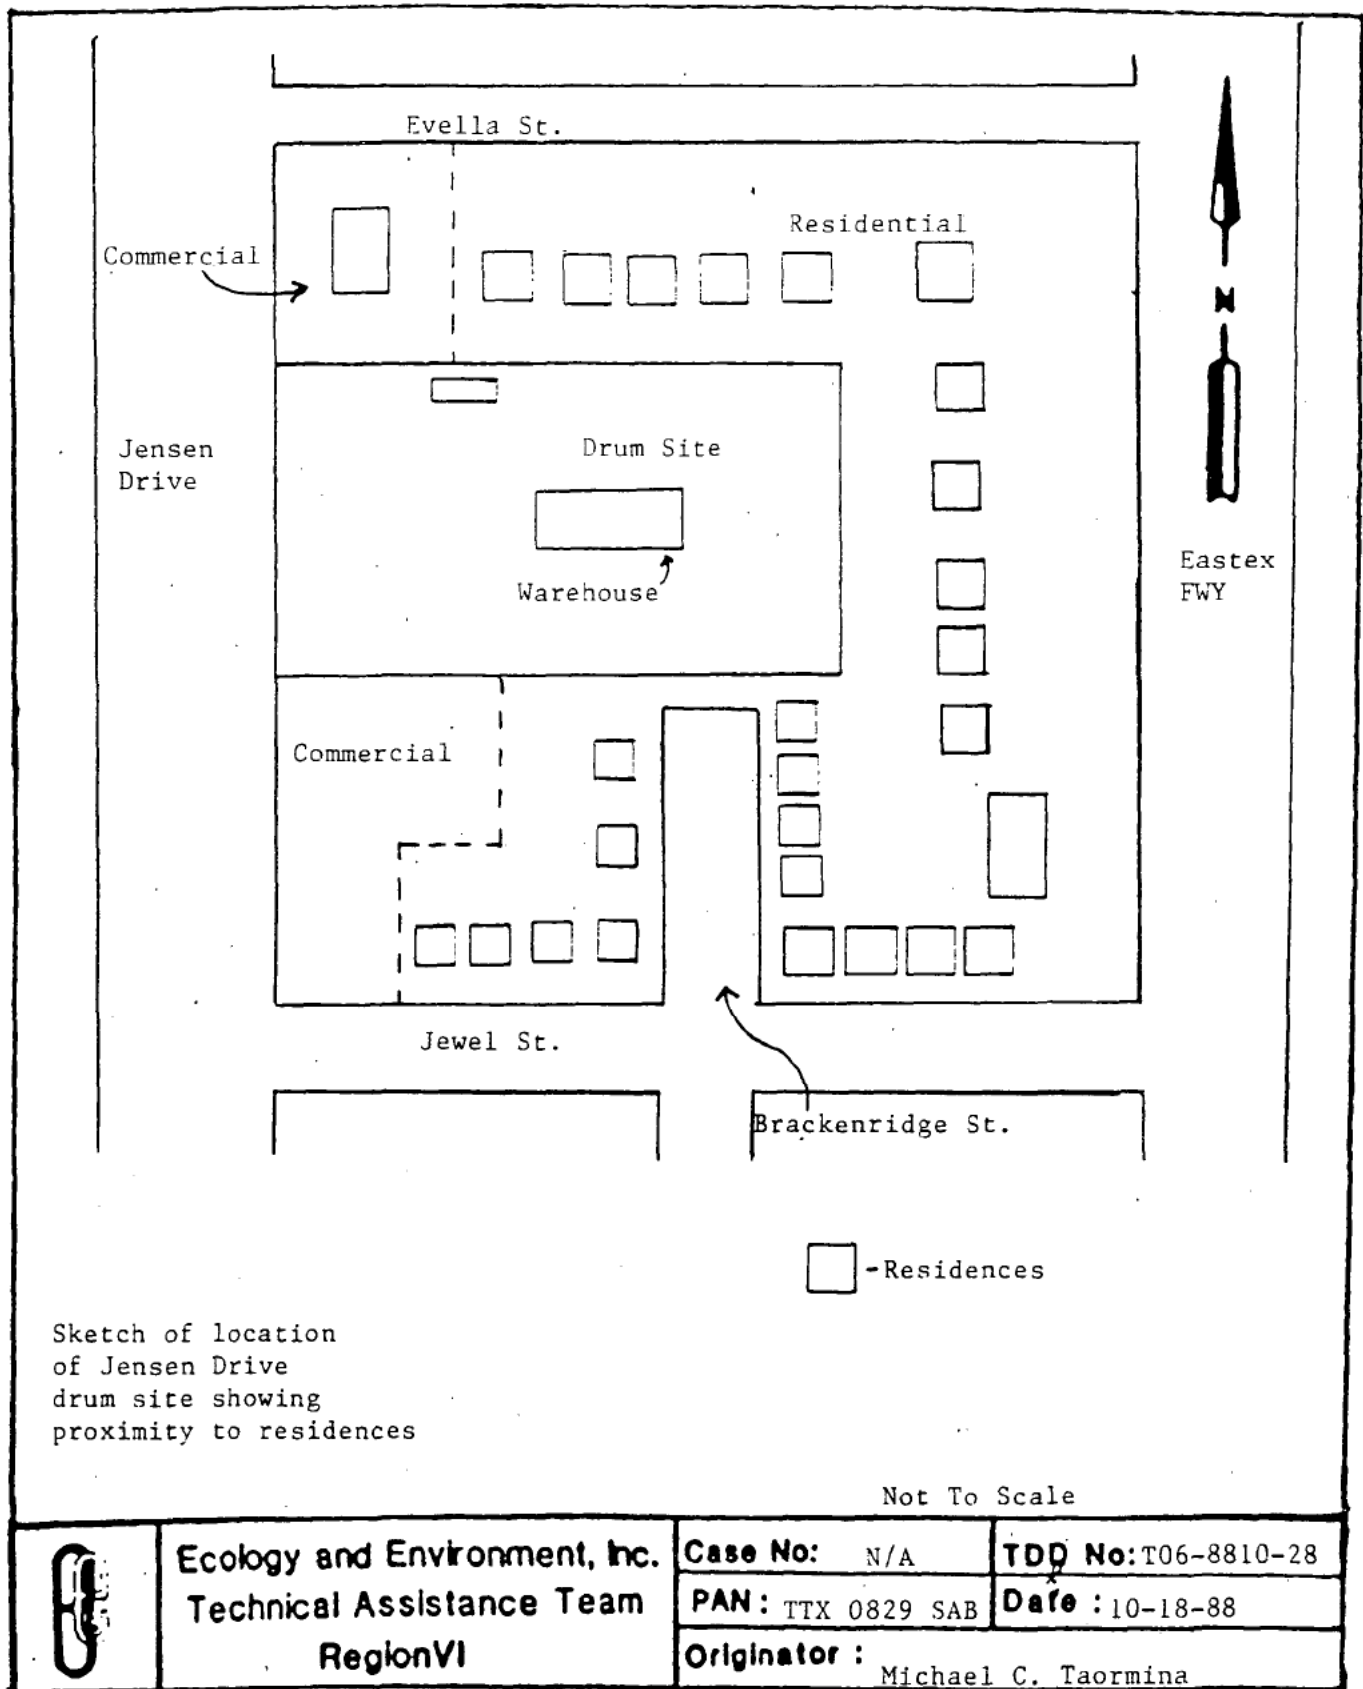 Evella St.
Residential
Commercial
Jensen
Drive
Drum Site
Warehouse
Eastex
FWY
N
Commercial
Jewel St.
Brackenridge St.
-Residences
Sketch of location
of Jensen Drive
drum site showing
proximity to residences
Not To Scale
Ecology and Environment, Inc.
Technical Assistance Team
RegionVI
Case No: N/A
TDD No:T06-8810-28
PAN: TTX 0829 SAB
Date :10-18-88
Originator :
Michael C. Taormina